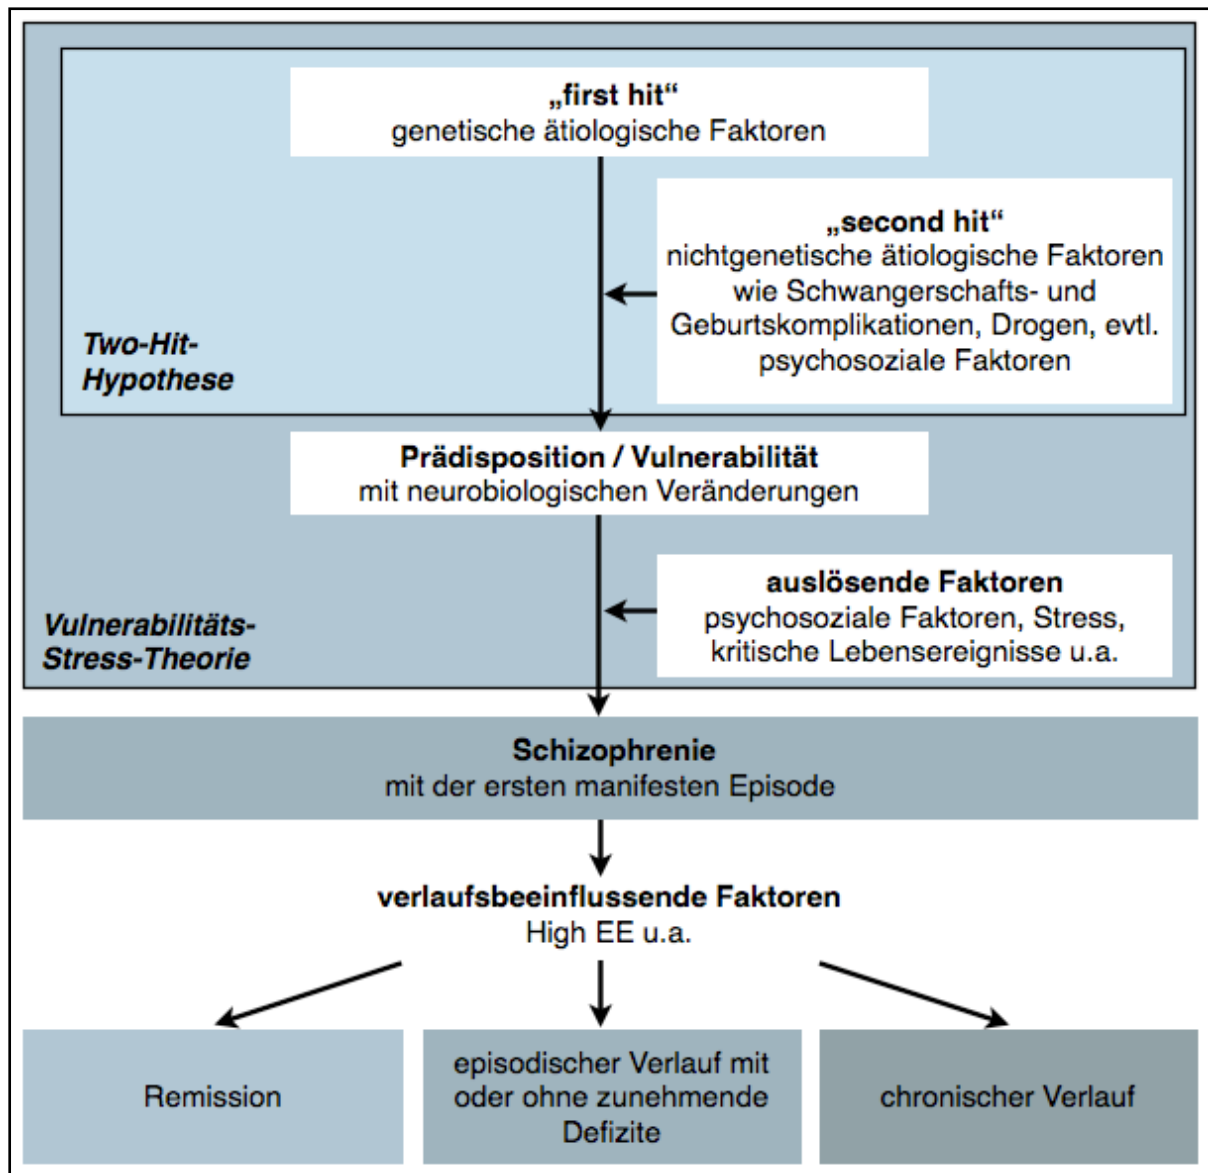 „first hit“
genetische ätiologische Faktoren
„second hit“
nichtgenetische ätiologische Faktoren
wie Schwangerschafts- und
Geburtskomplikationen, Drogen, evtl.
psychosoziale Faktoren
Two-Hit-
Hypothese
Prädisposition / Vulnerabilität
mit neurobiologischen Veränderungen
auslösende Faktoren
psychosoziale Faktoren, Stress,
kritische Lebensereignisse u.a.
Vulnerabilitäts-
Stress-Theorie
Schizophrenie
mit der ersten manifesten Episode
verlaufsbeeinflussende Faktoren
High EE u.a.
Remission
episodischer Verlauf mit
oder ohne zunehmende
Defizite
chronischer Verlauf